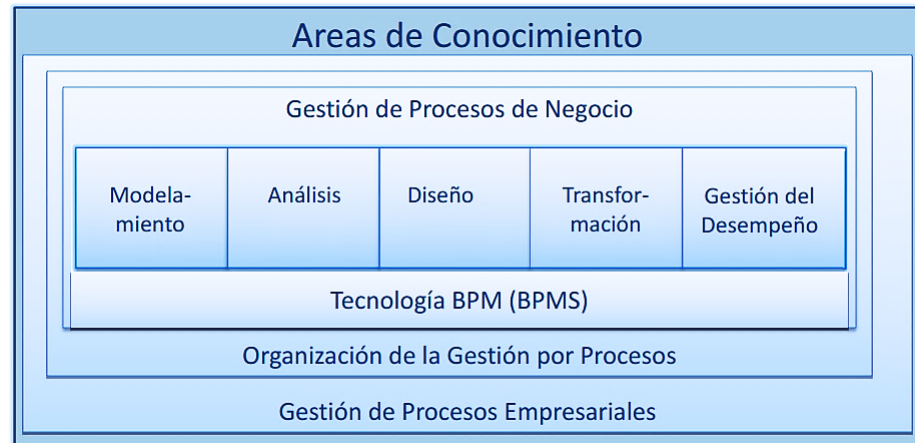 Areas de Conocimiento
Gestión de Procesos de Negocio
Modela-
miento
Análisis
Diseño
Transfor-
mación
Gestión del
Desempeño
Tecnología BPM (BPMS)
Organización de la Gestión por Procesos
Gestión de Procesos Empresariales